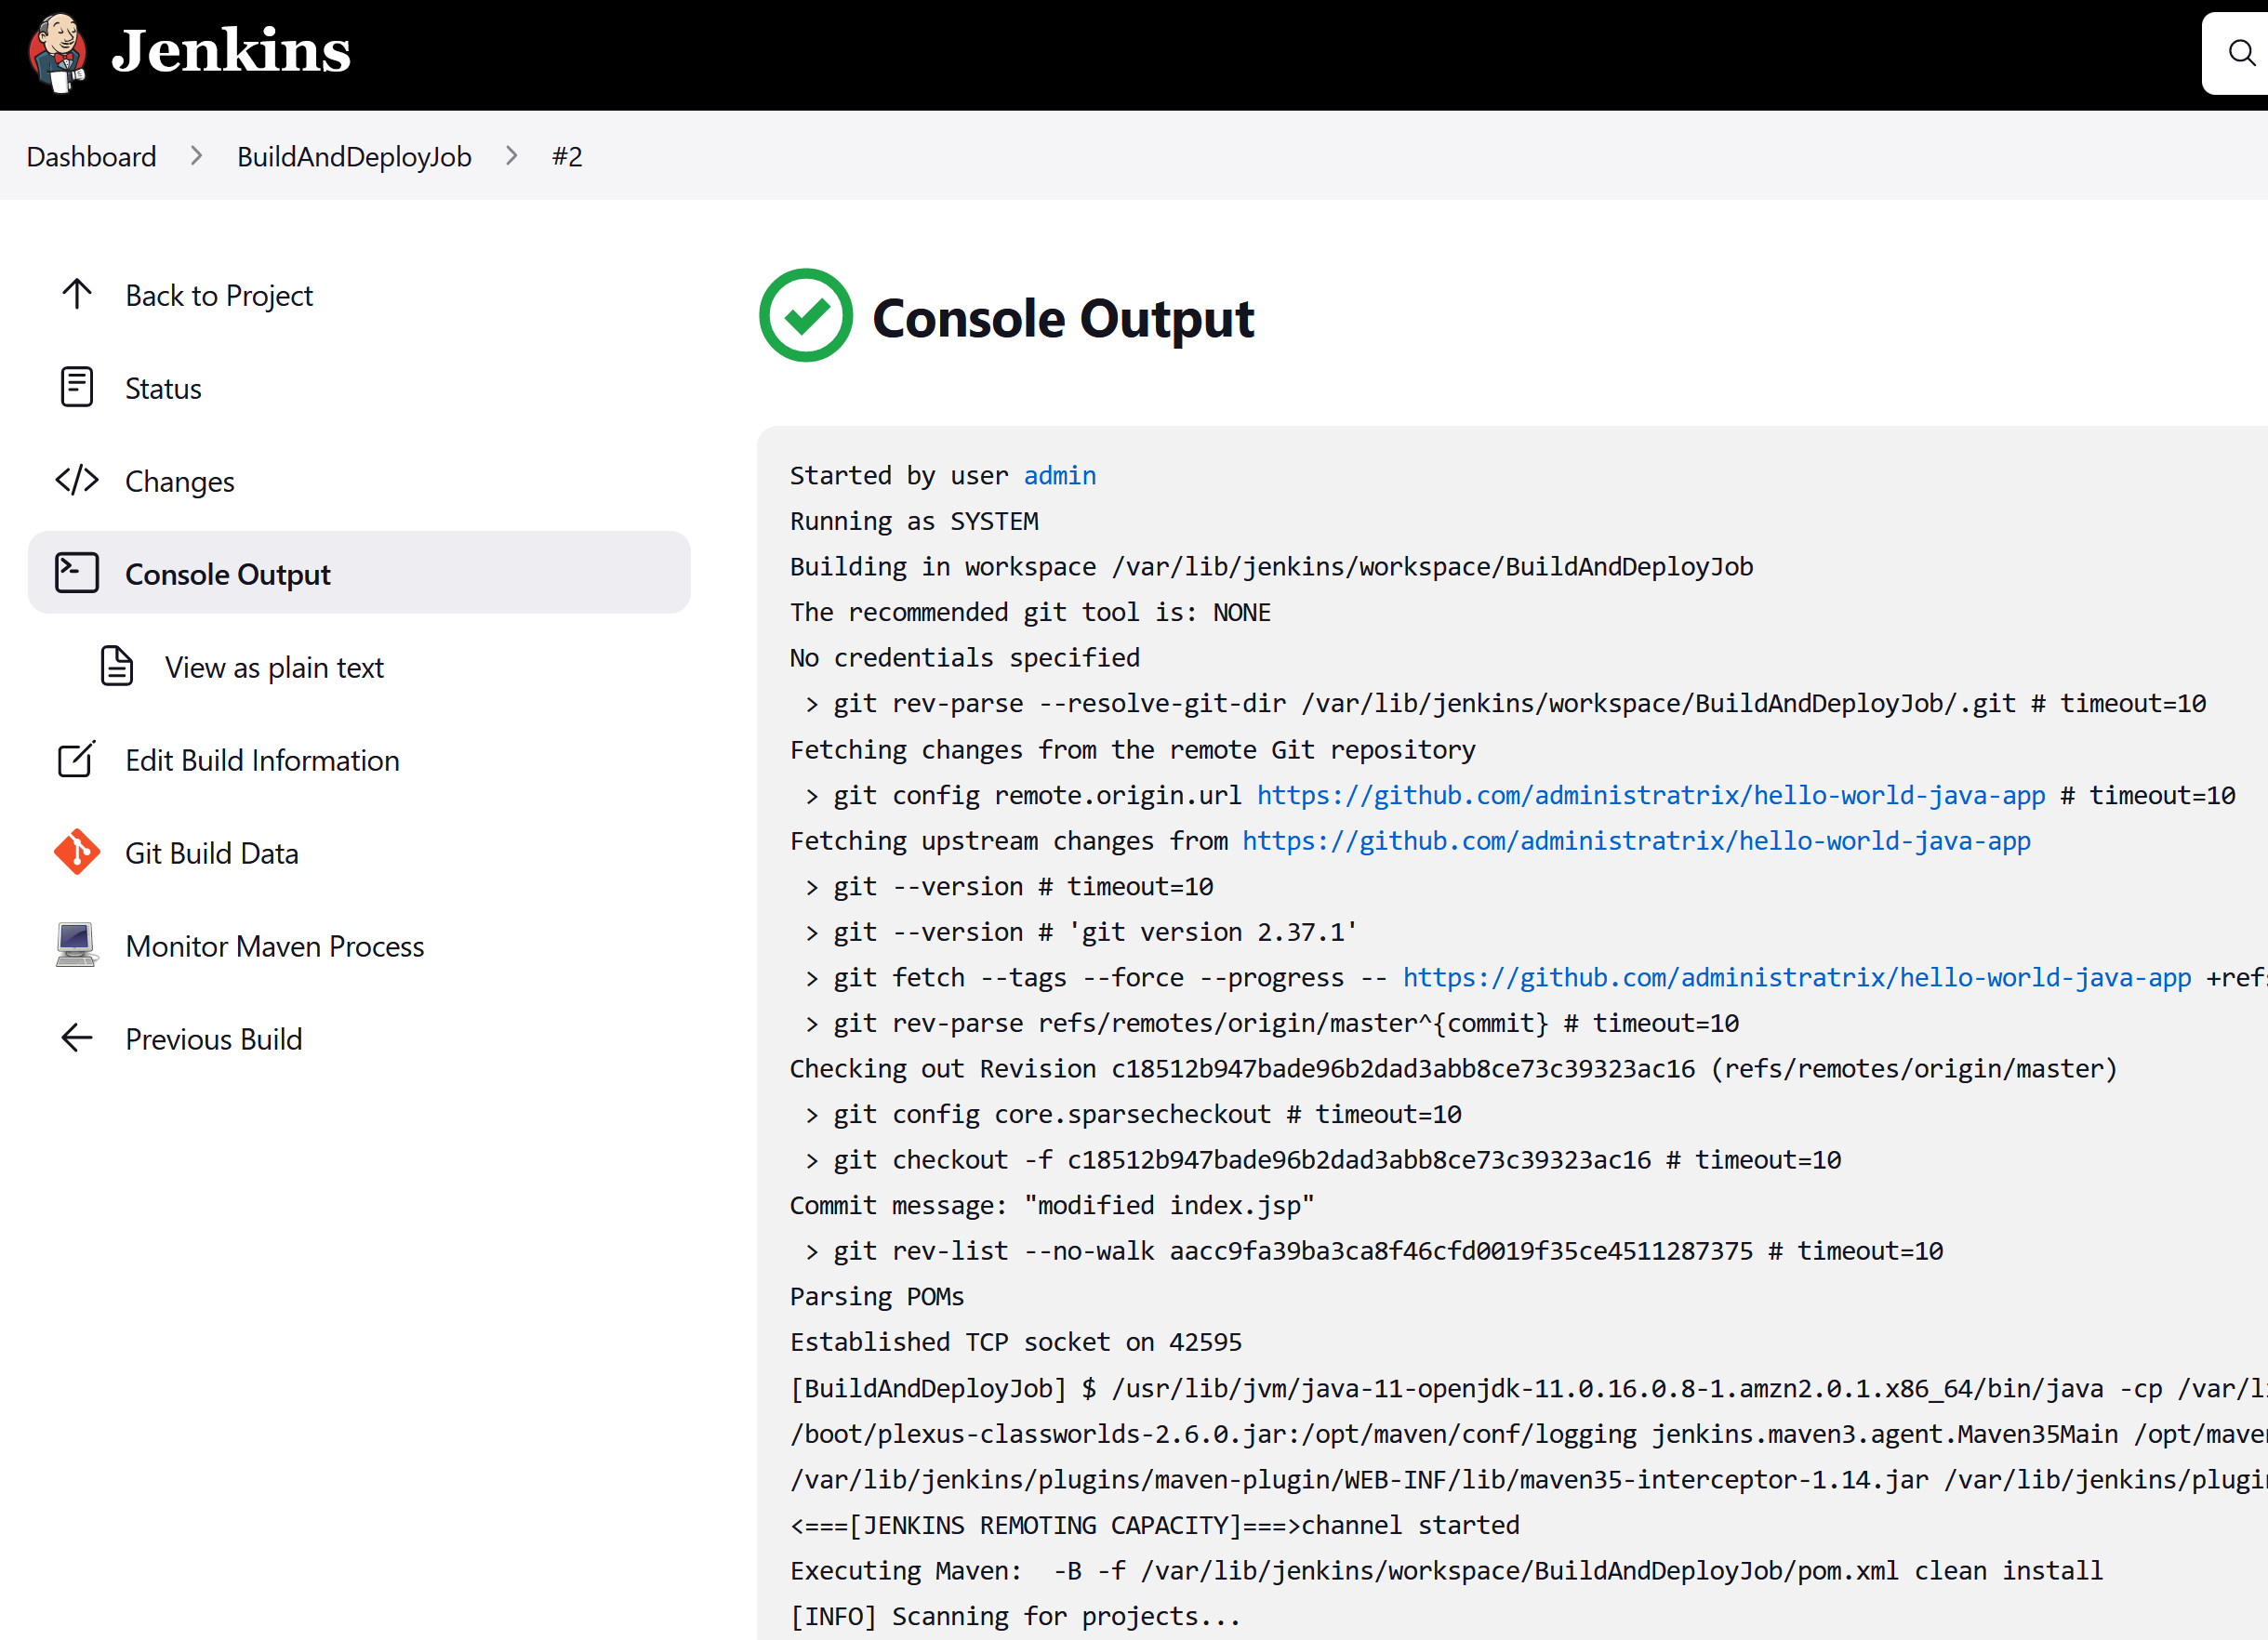 Jenkins
Dashboard > BuildAndDeployJob > #2
Back to Project
Status
Changes
Console Output
View as plain text
Edit Build Information
Git Build Data
Monitor Maven Process
Previous Build
Console Output
Started by user admin
Running as SYSTEM
Building in workspace /var/lib/jenkins/workspace/BuildAndDeployJob
The recommended git tool is: NONE
No credentials specified
 > git rev-parse --resolve-git-dir /var/lib/jenkins/workspace/BuildAndDeployJob/.git # timeout=10
Fetching changes from the remote Git repository
 > git config remote.origin.url https://github.com/administratrix/hello-world-java-app # timeout=10
Fetching upstream changes from https://github.com/administratrix/hello-world-java-app
 > git --version # timeout=10
 > git --version # 'git version 2.37.1'
 > git fetch --tags --force --progress -- https://github.com/administratrix/hello-world-java-app +refs
 > git rev-parse refs/remotes/origin/master^{commit} # timeout=10
Checking out Revision c18512b947bade96b2dad3abb8ce73c39323ac16 (refs/remotes/origin/master)
 > git config core.sparsecheckout # timeout=10
 > git checkout -f c18512b947bade96b2dad3abb8ce73c39323ac16 # timeout=10
Commit message: "modified index.jsp"
 > git rev-list --no-walk aacc9fa39ba3ca8f46cfd0019f35ce4511287375 # timeout=10
Parsing POMs
Established TCP socket on 42595
[BuildAndDeployJob] $ /usr/lib/jvm/java-11-openjdk-11.0.16.0.8-1.amzn2.0.1.x86_64/bin/java -cp /var/li
/boot/plexus-classworlds-2.6.0.jar:/opt/maven/conf/logging jenkins.maven3.agent.Maven35Main /opt/maven
/var/lib/jenkins/plugins/maven-plugin/WEB-INF/lib/maven35-interceptor-1.14.jar /var/lib/jenkins/plugin
<===[JENKINS REMOTING CAPACITY]===>channel started
Executing Maven:  -B -f /var/lib/jenkins/workspace/BuildAndDeployJob/pom.xml clean install
[INFO] Scanning for projects...